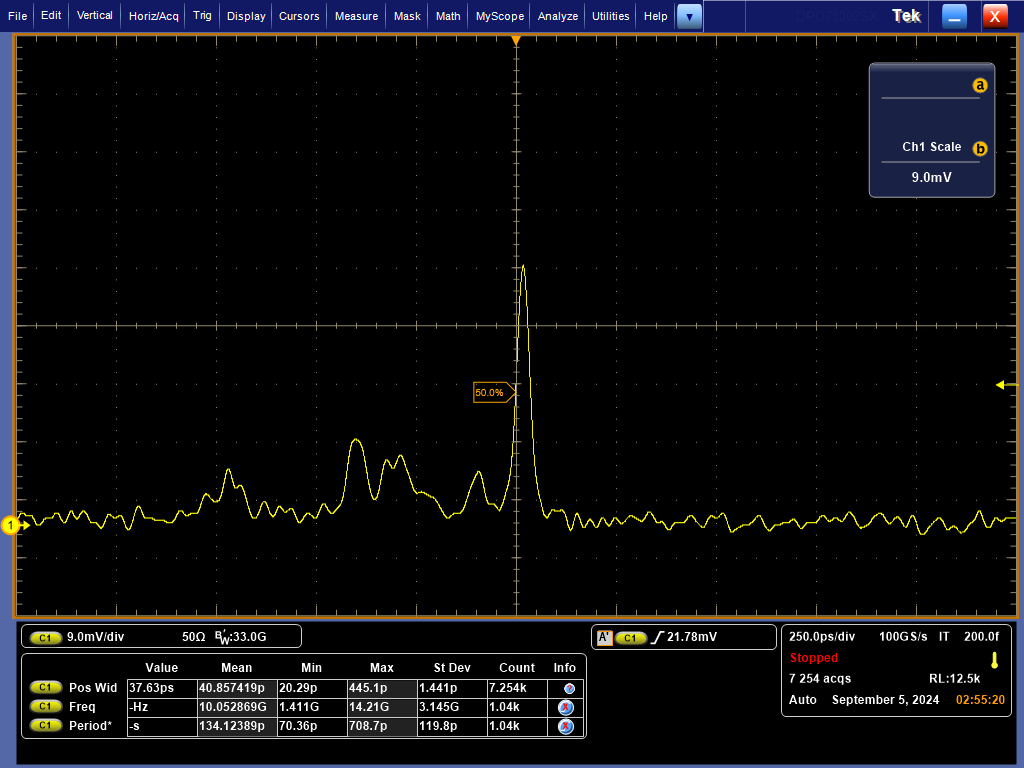 File Edit Vertical Horiz/Acq Trig Display Cursors Measure Mask Math MyScope Analyze Utilities Help Tek X
a
Ch1 Scale b
9.0mV
50.0%
1
C1 9.0mV/div 50Ω BW:33.0G
A' C1 21.78mV
250.0ps/div 100GS/s IT 200.0f
Stopped
7 254 acqs RL:12.5k
Auto September 5, 2024 02:55:20
Value Mean Min Max St Dev Count Info
C1 Pos Wid 37.63ps 40.857419p 20.29p 445.1p 1.441p 7.254k
C1 Freq -Hz 10.052869G 1.411G 14.21G 3.145G 1.04k
C1 Period* -s 134.12389p 70.36p 708.7p 119.8p 1.04k